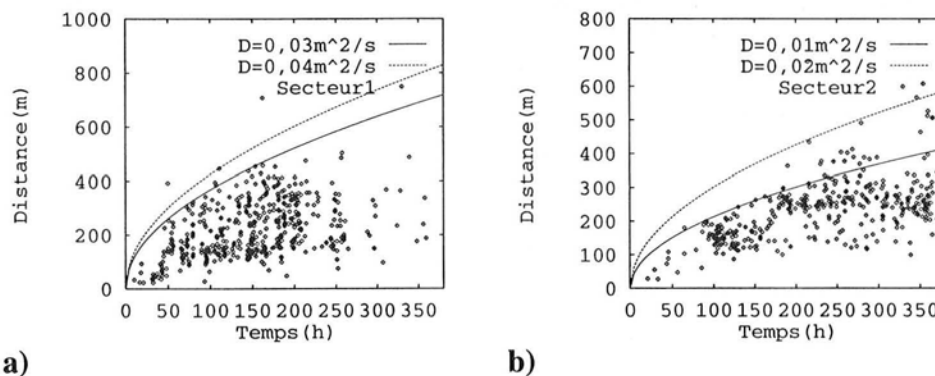 1000
800
600
400
200
0
Distance(m)
D=0,03m^2/s
D=0,04m^2/s
Secteur1
0 50 100 150 200 250 300 350
Temps(h)
a)
800
700
600
500
400
300
200
100
0
Distance(m)
D=0,01m^2/s
D=0,02m^2/s
Secteur2
0 50 100 150 200 250 300 350
Temps(h)
b)